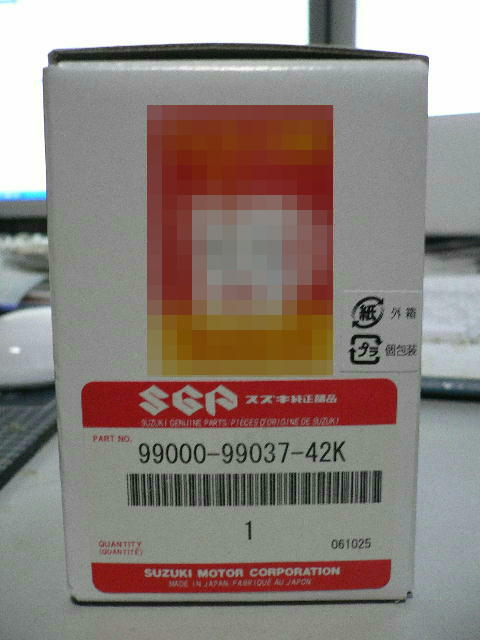 紙 外箱
プラ 個包装
SGP スズキ純正部品
SUZUKI GENUINE PARTS PIÈCES D'ORIGINE DE SUZUKI
PART NO.
99000-99037-42K
1
QUANTITY
(QUANTITÉ)
061025
SUZUKI MOTOR CORPORATION
MADE IN JAPAN FABRIQUÉ AU JAPON